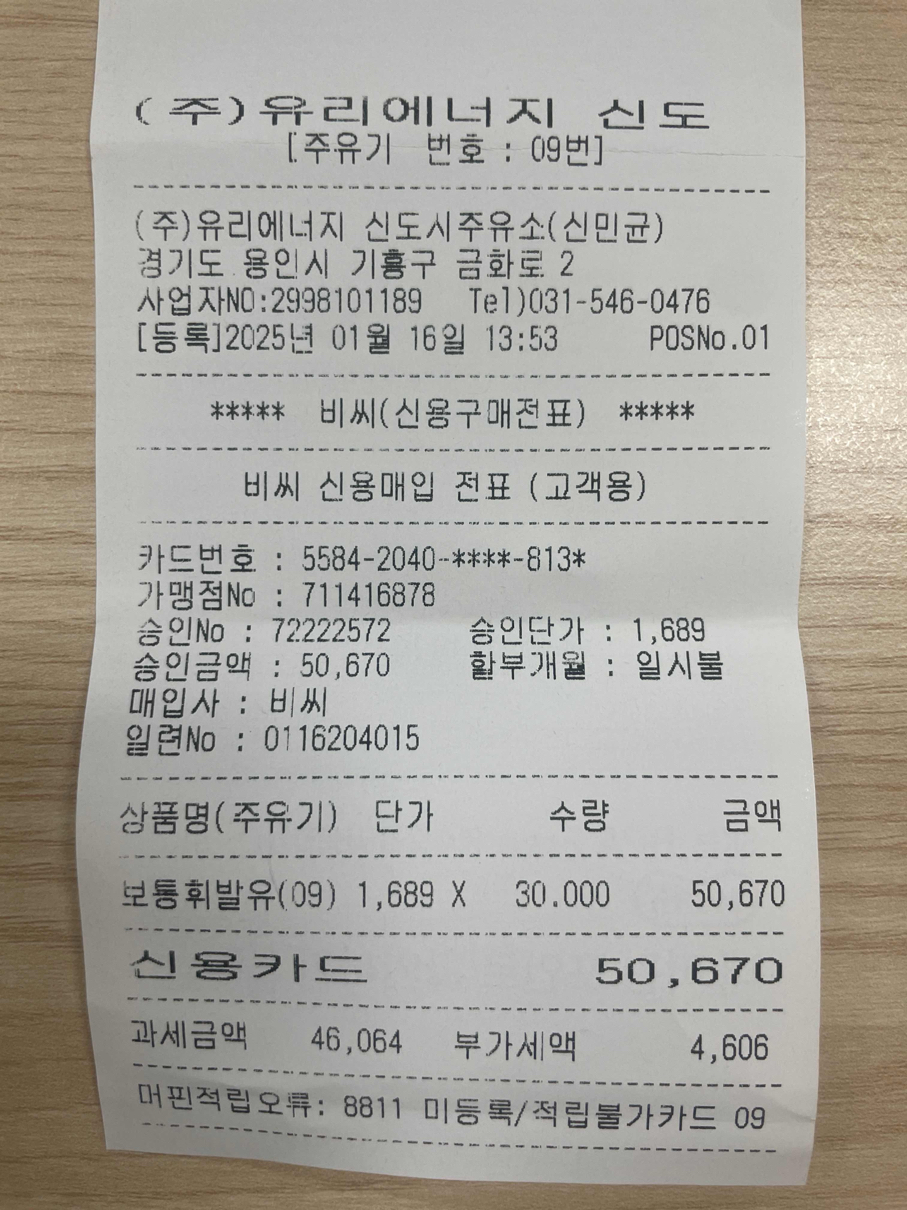 (주)유리에너지 신도
[주유기 번호 : 09번]
(주)유리에너지 신도시주유소(신민균)
경기도 용인시 기흥구 금화로 2
사업자NO:2998101189 Tel)031-546-0476
[등록]2025년 01월 16일 13:53 POSNo.01
***** 비씨(신용구매전표) *****
비씨 신용매입 전표 (고객용)
카드번호 : 5584-2040-****-813*
가맹점No : 711416878
승인No : 72222572 승인단가 : 1,689
승인금액 : 50,670 할부개월 : 일시불
매입사 : 비씨
일련No : 0116204015
상품명(주유기) 단가 수량 금액
보통휘발유(09) 1,689 X 30.000 50,670
신용카드 50,670
과세금액 46,064 부가세액 4,606
머핀적립오류: 8811 미등록/적립불가카드 09